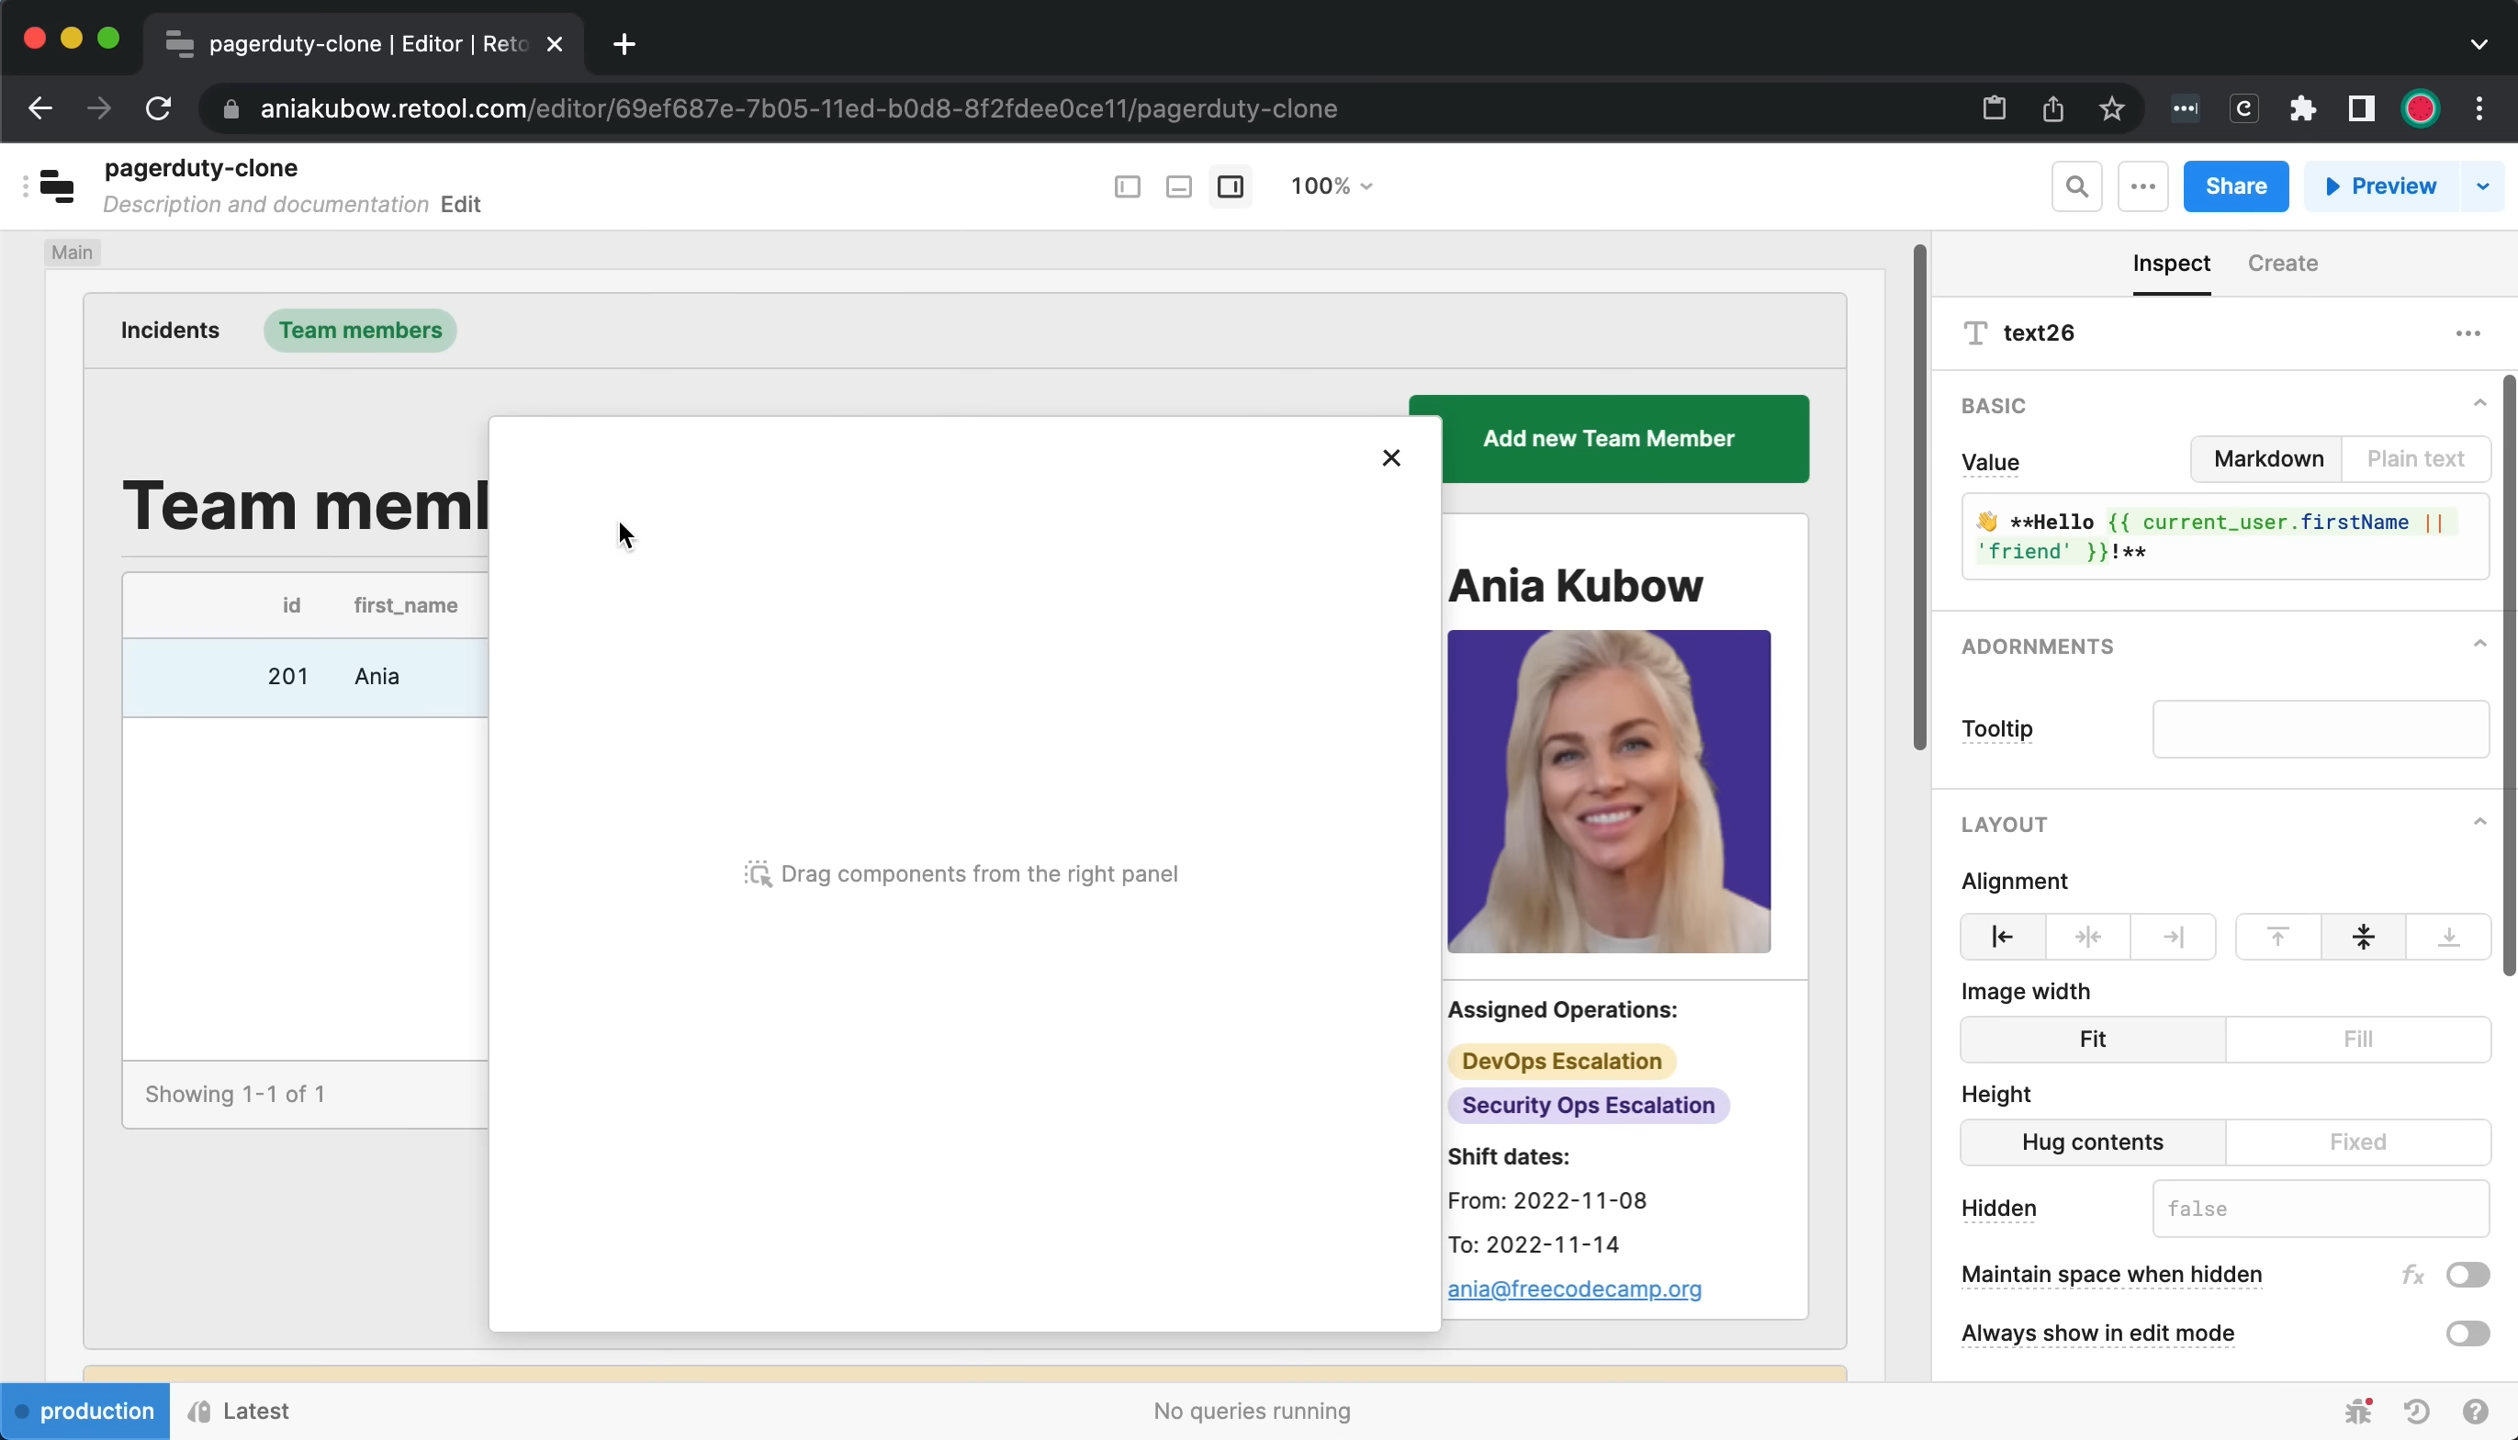 pagerduty-clone | Editor | Reto
aniakubow.retool.com/editor/69ef687e-7b05-11ed-b0d8-8f2fdee0ce11/pagerduty-clone
pagerduty-clone
Description and documentation Edit
100%
Share
Preview
Main
Inspect
Create
Incidents
Team members
text26
BASIC
Value
Markdown
Plain text
👋 **Hello {{ current_user.firstName ||
'friend' }}!**
ADORNMENTS
Tooltip
LAYOUT
Alignment
Image width
Fit
Fill
Height
Hug contents
Fixed
Hidden
false
Maintain space when hidden
fx
Always show in edit mode
Add new Team Member
Team meml
id
first_name
201
Ania
Showing 1-1 of 1
Drag components from the right panel
Ania Kubow
Assigned Operations:
DevOps Escalation
Security Ops Escalation
Shift dates:
From: 2022-11-08
To: 2022-11-14
ania@freecodecamp.org
production
Latest
No queries running